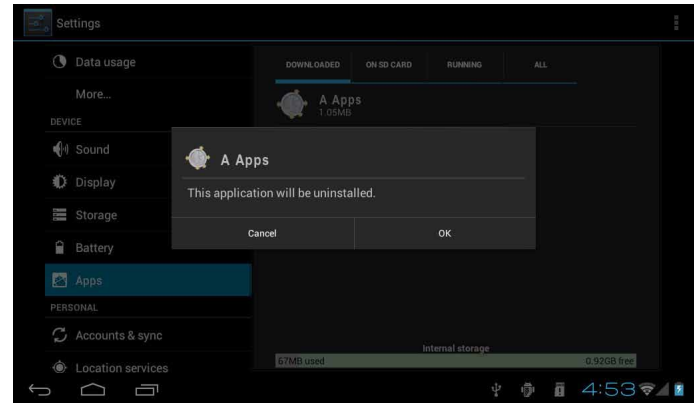 Settings
Data usage
More...
DEVICE
Sound
Display
Storage
Battery
Apps
PERSONAL
Accounts & sync
Location services
DOWNLOADED ON SD CARD RUNNING ALL
A Apps
1.05MB
A Apps
This application will be uninstalled.
Cancel OK
Internal storage
67MB used 0.92GB free
4:53